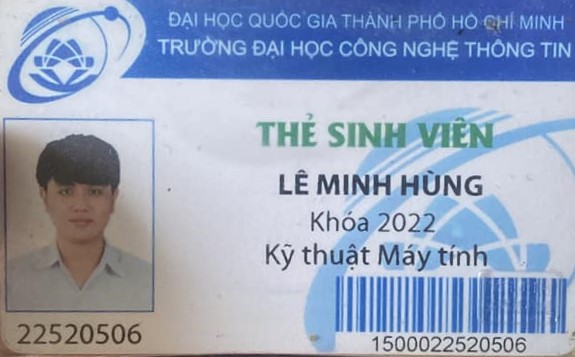 ĐẠI HỌC QUỐC GIA THÀNH PHỐ HỒ CHÍ MINH
TRƯỜNG ĐẠI HỌC CÔNG NGHỆ THÔNG TIN
THẺ SINH VIÊN
LÊ MINH HÙNG
Khóa 2022
Kỹ thuật Máy tính
22520506
1500022520506